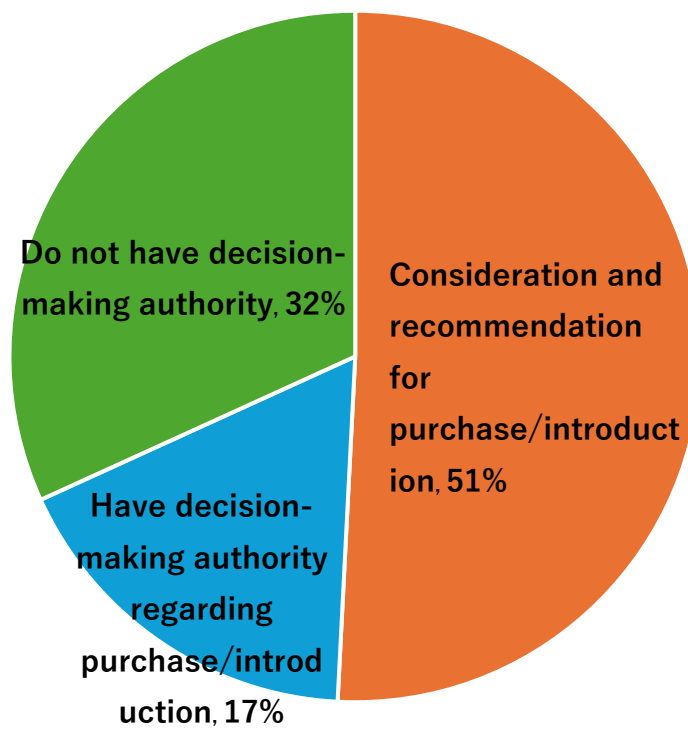 Do not have decision-
making authority, 32%
Consideration and
recommendation
for
purchase/introduct
ion, 51%
Have decision-
making authority
regarding
purchase/introd
uction, 17%